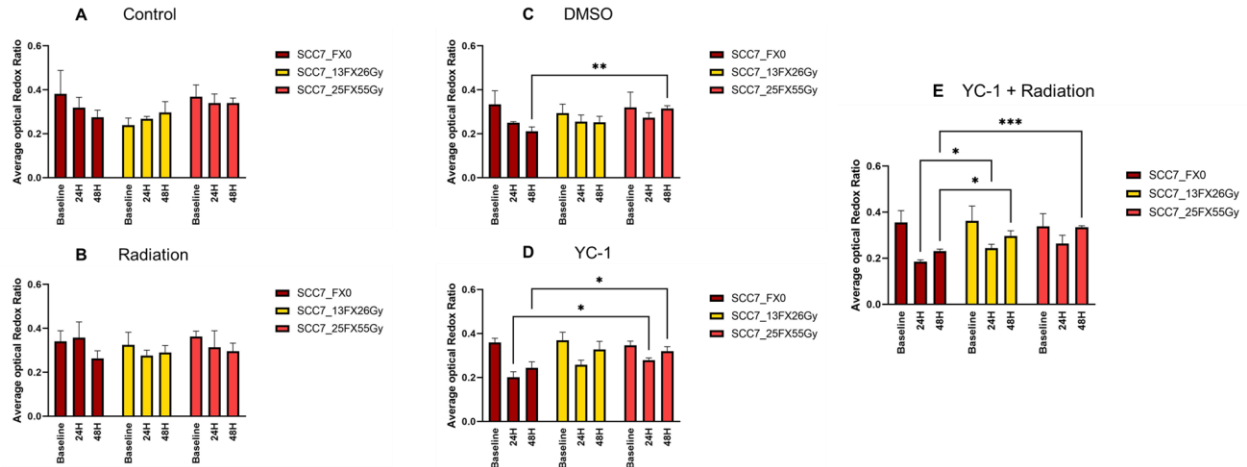 A Control
Average optical Redox Ratio
0.6
0.4
0.2
0.0
Baseline
24H
48H
Baseline
24H
48H
Baseline
24H
48H
SCC7_FX0
SCC7_13FX26Gy
SCC7_25FX55Gy
B Radiation
Average optical Redox Ratio
0.6
0.4
0.2
0.0
Baseline
24H
48H
Baseline
24H
48H
Baseline
24H
48H
SCC7_FX0
SCC7_13FX26Gy
SCC7_25FX55Gy
C DMSO
Average optical Redox Ratio
0.6
0.4
0.2
0.0
**
Baseline
24H
48H
Baseline
24H
48H
Baseline
24H
48H
SCC7_FX0
SCC7_13FX26Gy
SCC7_25FX55Gy
D YC-1
Average optical Redox Ratio
0.6
0.4
0.2
0.0
*
*
Baseline
24H
48H
Baseline
24H
48H
Baseline
24H
48H
SCC7_FX0
SCC7_13FX26Gy
SCC7_25FX55Gy
E YC-1 + Radiation
Average optical Redox Ratio
0.6
0.4
0.2
0.0
***
*
*
Baseline
24H
48H
Baseline
24H
48H
Baseline
24H
48H
SCC7_FX0
SCC7_13FX26Gy
SCC7_25FX55Gy